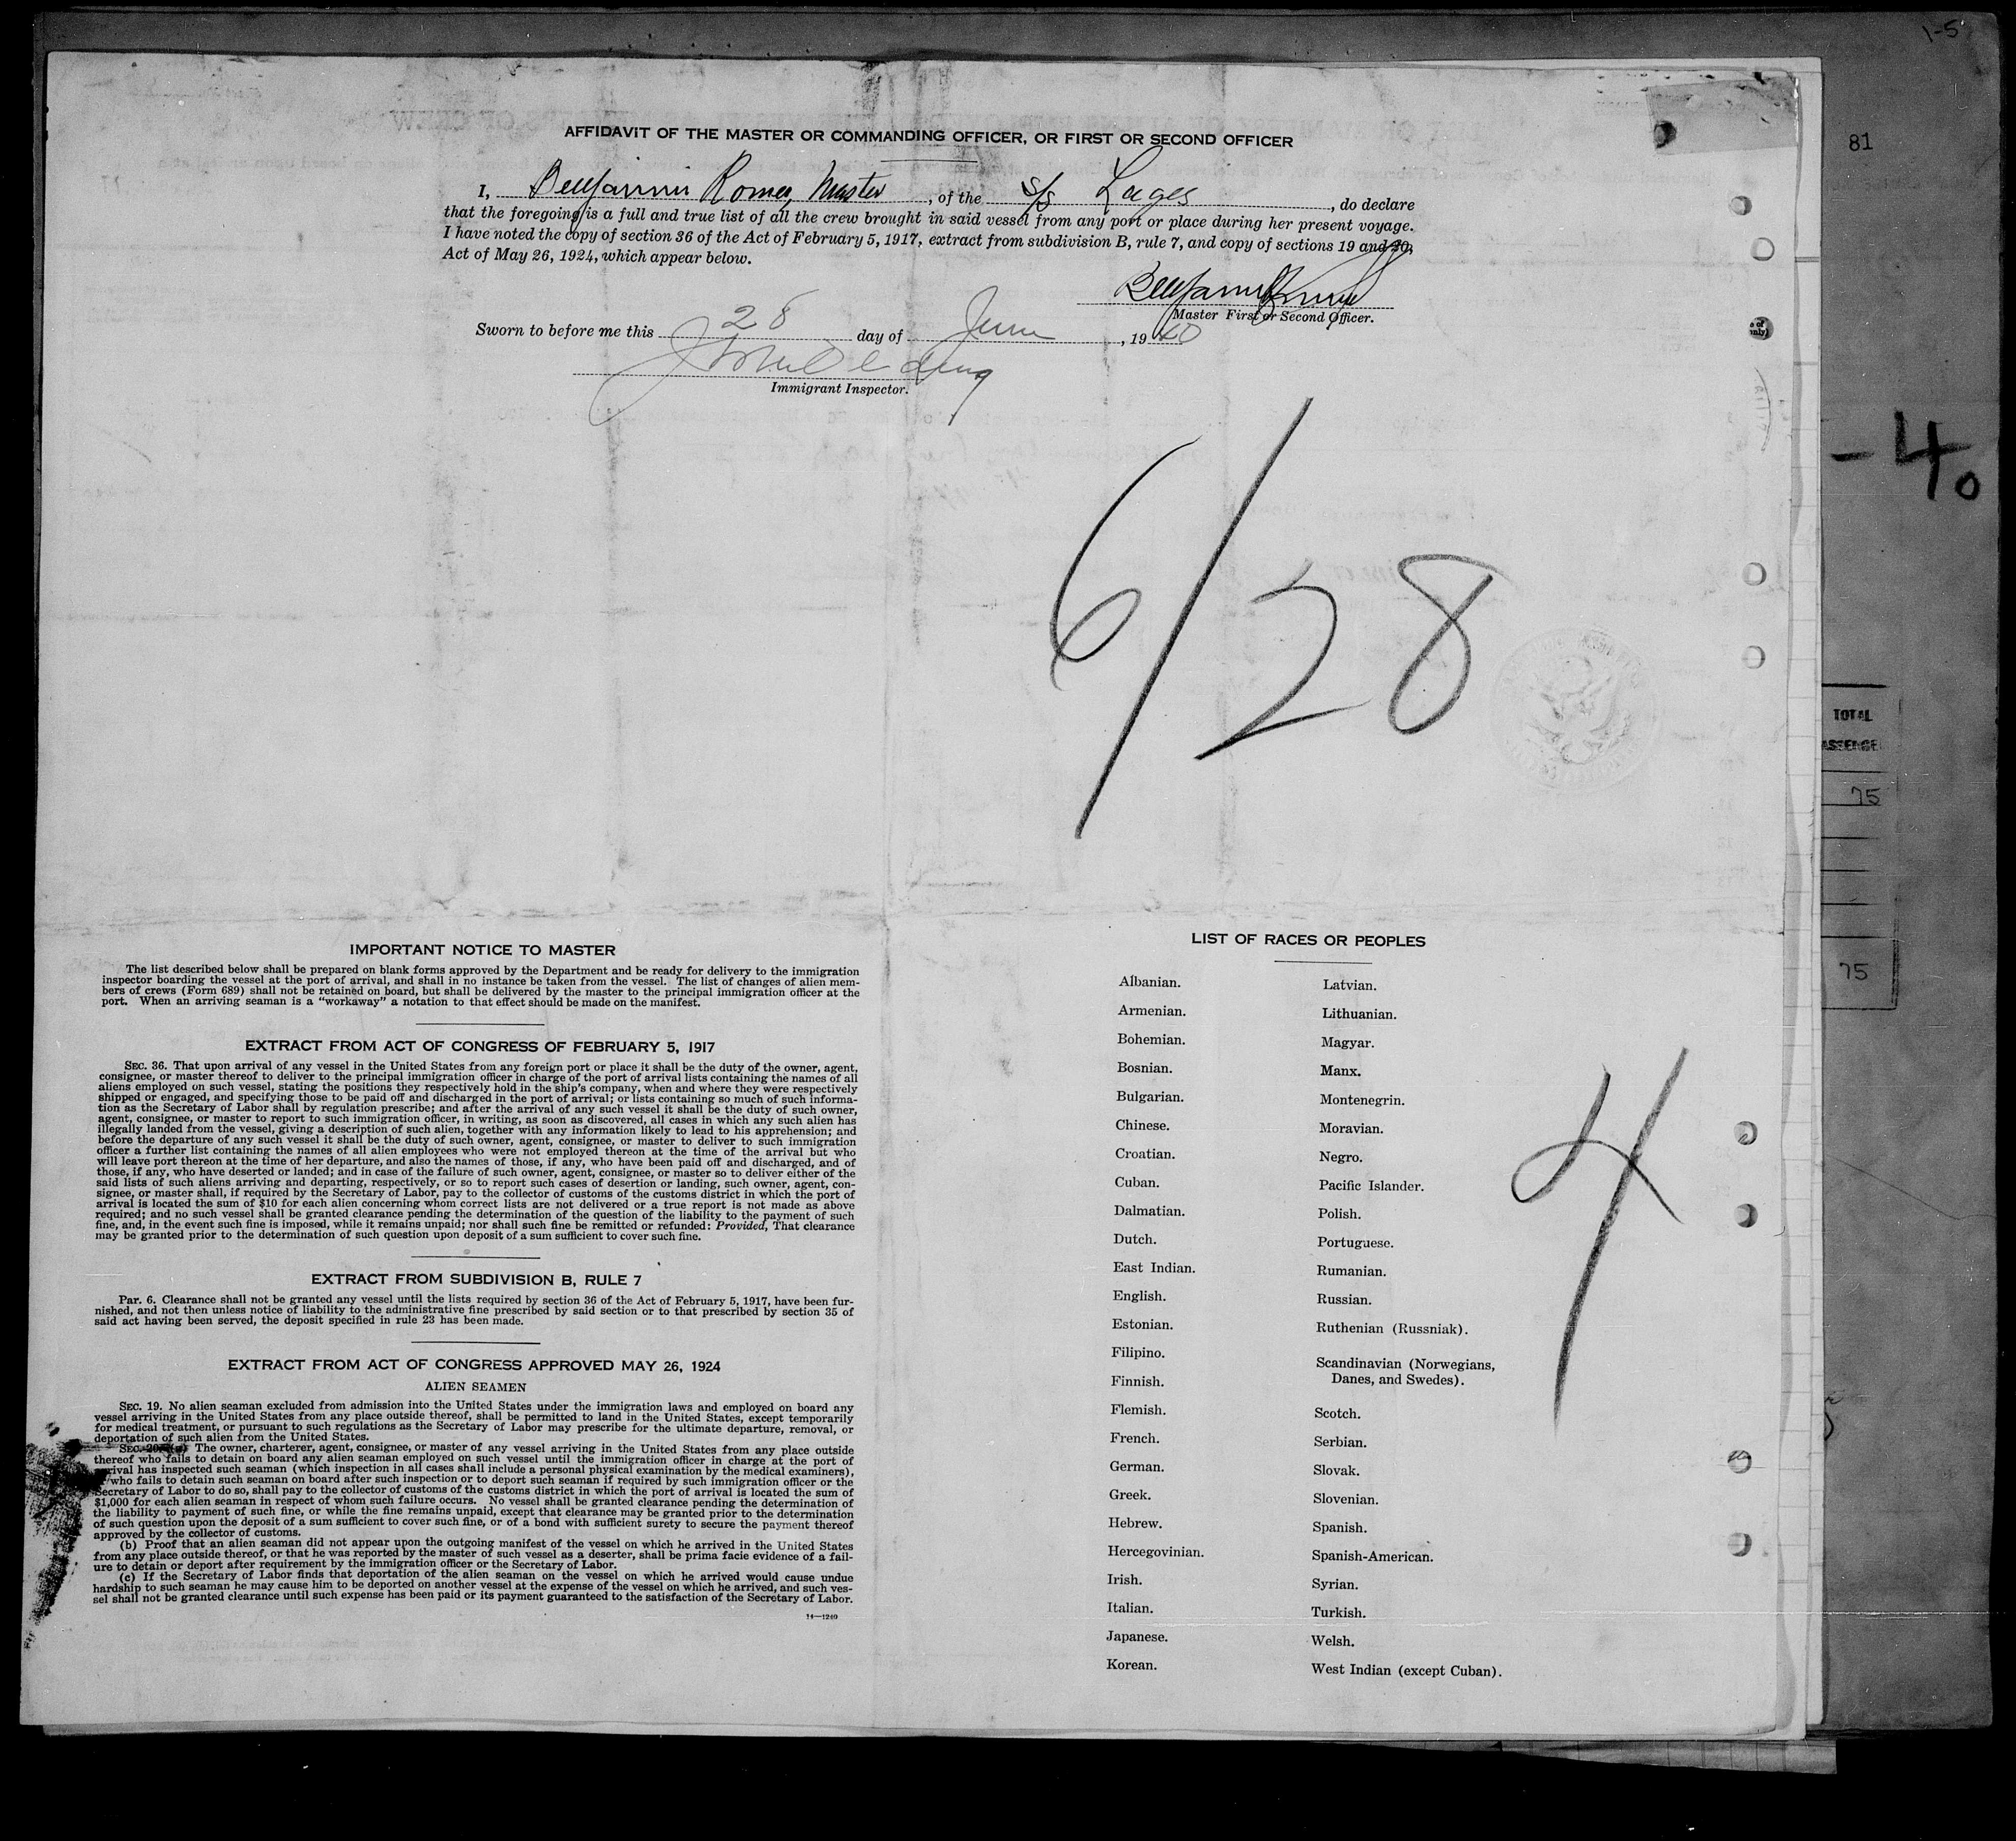 1-5
81
AFFIDAVIT OF THE MASTER OR COMMANDING OFFICER, OR FIRST OR SECOND OFFICER
I, Benjamin Romer, Master, of the S/S Lages, do declare
that the foregoing is a full and true list of all the crew brought in said vessel from any port or place during her present voyage.
I have noted the copy of section 36 of the Act of February 5, 1917, extract from subdivision B, rule 7, and copy of sections 19 and 20,
Act of May 26, 1924, which appear below.
Master First or Second Officer.
Sworn to before me this 28 day of June, 1940
Immigrant Inspector.
-40
6/28
TOTAL
75
75
4
IMPORTANT NOTICE TO MASTER
The list described below shall be prepared on blank forms approved by the Department and be ready for delivery to the immigration
inspector boarding the vessel at the port of arrival, and shall in no instance be taken from the vessel. The list of changes of alien mem-
bers of crews (Form 689) shall not be retained on board, but shall be delivered by the master to the principal immigration officer at the
port. When an arriving seaman is a “workaway” a notation to that effect should be made on the manifest.
EXTRACT FROM ACT OF CONGRESS OF FEBRUARY 5, 1917
SEC. 36. That upon arrival of any vessel in the United States from any foreign port or place it shall be the duty of the owner, agent,
consignee, or master thereof to deliver to the principal immigration officer in charge of the port of arrival lists containing the names of all
aliens employed on such vessel, stating the positions they respectively hold in the ship's company, when and where they were respectively
shipped or engaged, and specifying those to be paid off and discharged in the port of arrival; or lists containing so much of such informa-
tion as the Secretary of Labor shall by regulation prescribe; and after the arrival of any such vessel it shall be the duty of such owner,
agent, consignee, or master to report to such immigration officer, in writing, as soon as discovered, all cases in which any such alien has
illegally landed from the vessel, giving a description of such alien, together with any information likely to lead to his apprehension; and
before the departure of any such vessel it shall be the duty of such owner, agent, consignee, or master to deliver to such immigration
officer a further list containing the names of all alien employees who were not employed thereon at the time of the arrival but who
will leave port thereon at the time of her departure, and also the names of those, if any, who have been paid off and discharged, and of
those, if any, who have deserted or landed; and in case of the failure of such owner, agent, consignee, or master so to deliver either of the
said lists of such aliens arriving and departing, respectively, or so to report such cases of desertion or landing, such owner, agent, con-
signee, or master shall, if required by the Secretary of Labor, pay to the collector of customs of the customs district in which the port of
arrival is located the sum of $10 for each alien concerning whom correct lists are not delivered or a true report is not made as above
required; and no such vessel shall be granted clearance pending the determination of the question of the liability to the payment of such
fine, and, in the event such fine is imposed, while it remains unpaid; nor shall such fine be remitted or refunded: Provided, That clearance
may be granted prior to the determination of such question upon deposit of a sum sufficient to cover such fine.
EXTRACT FROM SUBDIVISION B, RULE 7
Par. 6. Clearance shall not be granted any vessel until the lists required by section 36 of the Act of February 5, 1917, have been fur-
nished, and not then unless notice of liability to the administrative fine prescribed by said section or to that prescribed by section 35 of
said act having been served, the deposit specified in rule 23 has been made.
EXTRACT FROM ACT OF CONGRESS APPROVED MAY 26, 1924
ALIEN SEAMEN
SEC. 19. No alien seaman excluded from admission into the United States under the immigration laws and employed on board any
vessel arriving in the United States from any place outside thereof, shall be permitted to land in the United States, except temporarily
for medical treatment, or pursuant to such regulations as the Secretary of Labor may prescribe for the ultimate departure, removal, or
deportation of such alien from the United States.
SEC. 20. (a) The owner, charterer, agent, consignee, or master of any vessel arriving in the United States from any place outside
thereof who fails to detain on board any alien seaman employed on such vessel until the immigration officer in charge at the port of
arrival has inspected such seaman (which inspection in all cases shall include a personal physical examination by the medical examiners),
or who fails to detain such seaman on board after such inspection or to deport such seaman if required by such immigration officer or the
Secretary of Labor to do so, shall pay to the collector of customs of the customs district in which the port of arrival is located the sum of
$1,000 for each alien seaman in respect of whom such failure occurs. No vessel shall be granted clearance pending the determination of
the liability to payment of such fine, or while the fine remains unpaid, except that clearance may be granted prior to the determination
of such question upon the deposit of a sum sufficient to cover such fine, or of a bond with sufficient surety to secure the payment thereof
approved by the collector of customs.
(b) Proof that an alien seaman did not appear upon the outgoing manifest of the vessel on which he arrived in the United States
from any place outside thereof, or that he was reported by the master of such vessel as a deserter, shall be prima facie evidence of a fail-
ure to detain or deport after requirement by the immigration officer or the Secretary of Labor.
(c) If the Secretary of Labor finds that deportation of the alien seaman on the vessel on which he arrived would cause undue
hardship to such seaman he may cause him to be deported on another vessel at the expense of the vessel on which he arrived, and such ves-
sel shall not be granted clearance until such expense has been paid or its payment guaranteed to the satisfaction of the Secretary of Labor.
14—1240
LIST OF RACES OR PEOPLES
Albanian.
Armenian.
Bohemian.
Bosnian.
Bulgarian.
Chinese.
Croatian.
Cuban.
Dalmatian.
Dutch.
East Indian.
English.
Estonian.
Filipino.
Finnish.
Flemish.
French.
German.
Greek.
Hebrew.
Hercegovinian.
Irish.
Italian.
Japanese.
Korean.
Latvian.
Lithuanian.
Magyar.
Manx.
Montenegrin.
Moravian.
Negro.
Pacific Islander.
Polish.
Portuguese.
Rumanian.
Russian.
Ruthenian (Russniak).
Scandinavian (Norwegians,
Danes, and Swedes).
Scotch.
Serbian.
Slovak.
Slovenian.
Spanish.
Spanish-American.
Syrian.
Turkish.
Welsh.
West Indian (except Cuban).